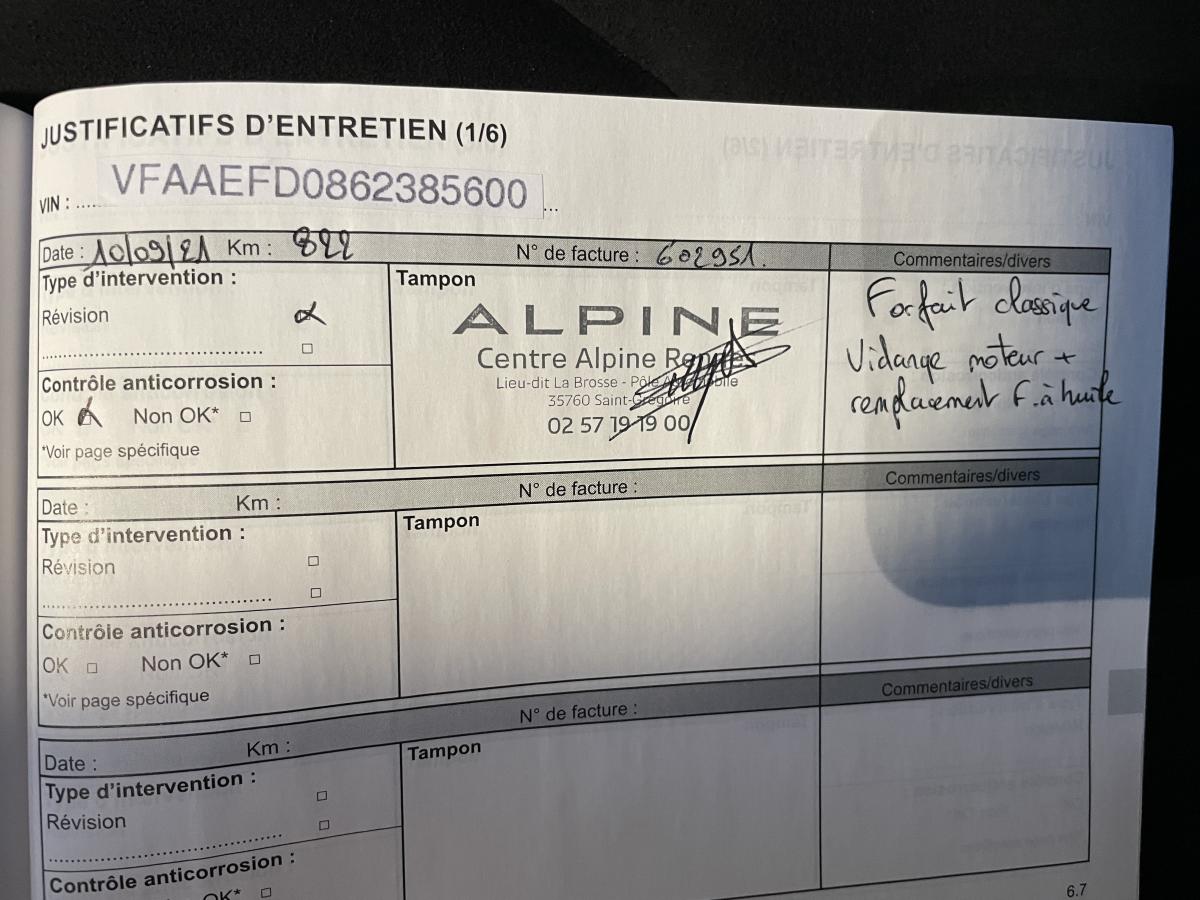 JUSTIFICATIFS D'ENTRETIEN (1/6)
VIN : VFAAEFD0862385600
Date : 10/09/21 Km : 822 N° de facture : 602951. Commentaires/divers
Type d'intervention :
Révision
Contrôle anticorrosion :
OK Non OK*
*Voir page spécifique
Tampon
ALPINE
Centre Alpine Rennes
Lieu-dit La Brosse - Pôle Automobile
35760 Saint-Grégoire
02 57 19 19 00
Forfait classique
Vidange moteur +
remplacement F. à huile
Date : Km : N° de facture : Commentaires/divers
Type d'intervention :
Révision
Contrôle anticorrosion :
OK Non OK*
*Voir page spécifique
Tampon
Date : Km : N° de facture : Commentaires/divers
Type d'intervention :
Révision
Contrôle anticorrosion :
OK*
Tampon
6.7